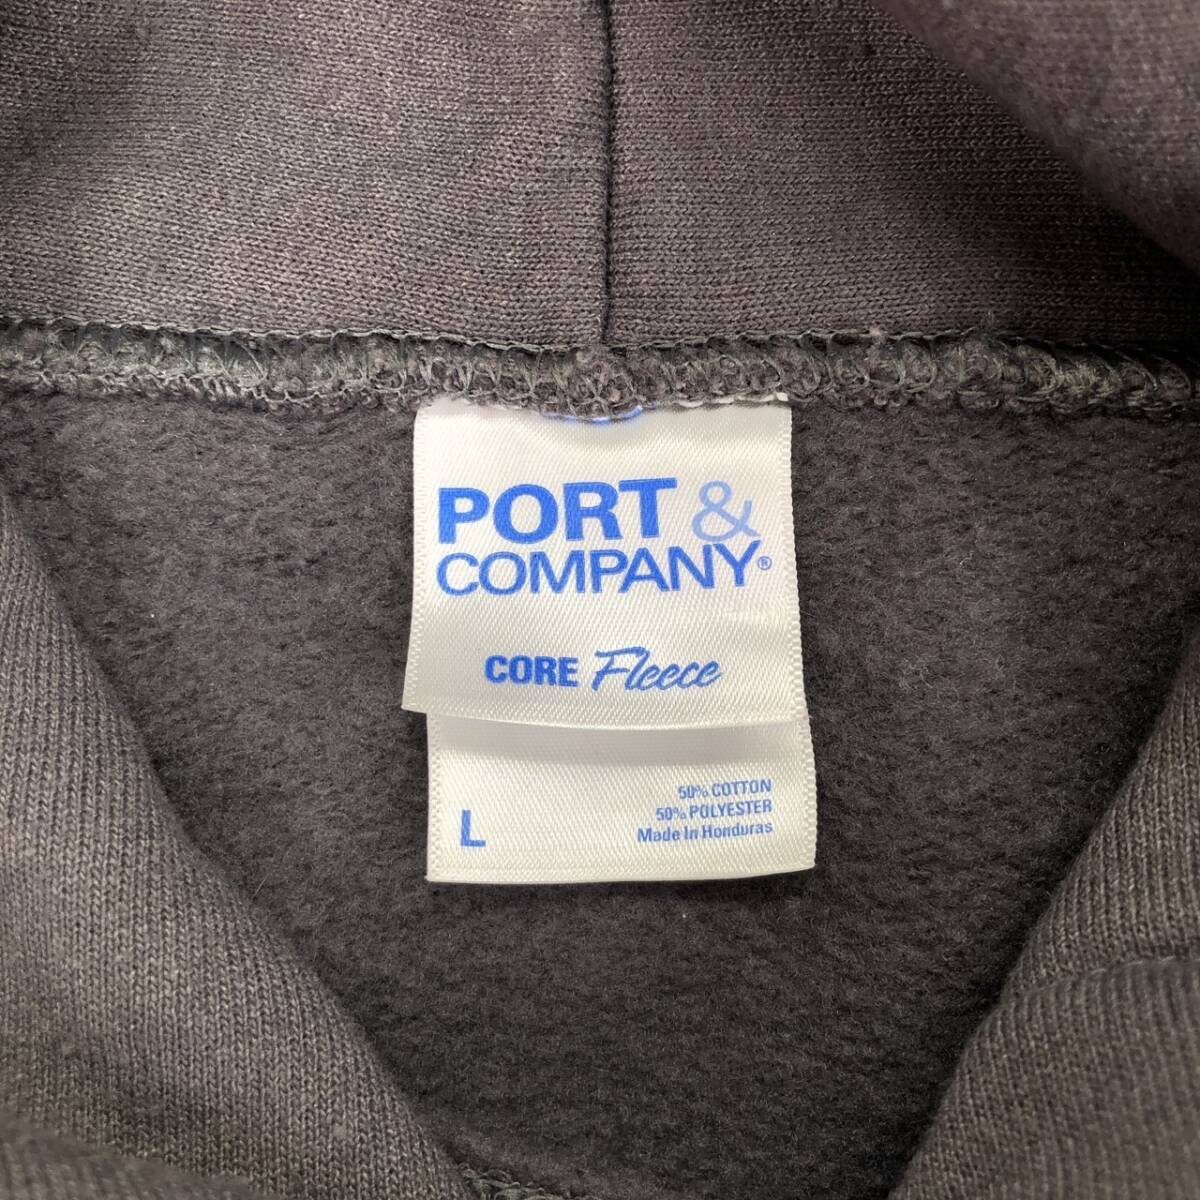 PORT &
COMPANY®
CORE Fleece
50% COTTON
50% POLYESTER
L
Made In Honduras